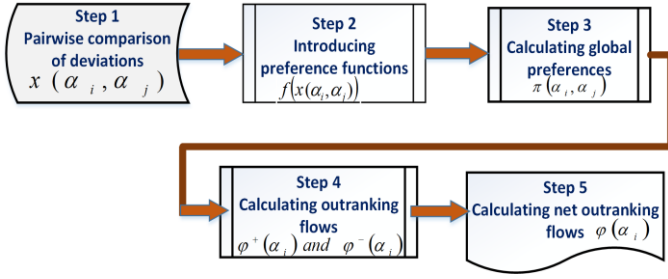 Step 1
Pairwise comparison
of deviations
x (α i , α j )
Step 2
Introducing
preference functions
f(x(αi,αi))
Step 3
Calculating global
preferences
π(α i , α j )
Step 4
Calculating outranking
flows
φ⁺(α i ) and φ⁻(α i )
Step 5
Calculating net outranking
flows φ(α i )